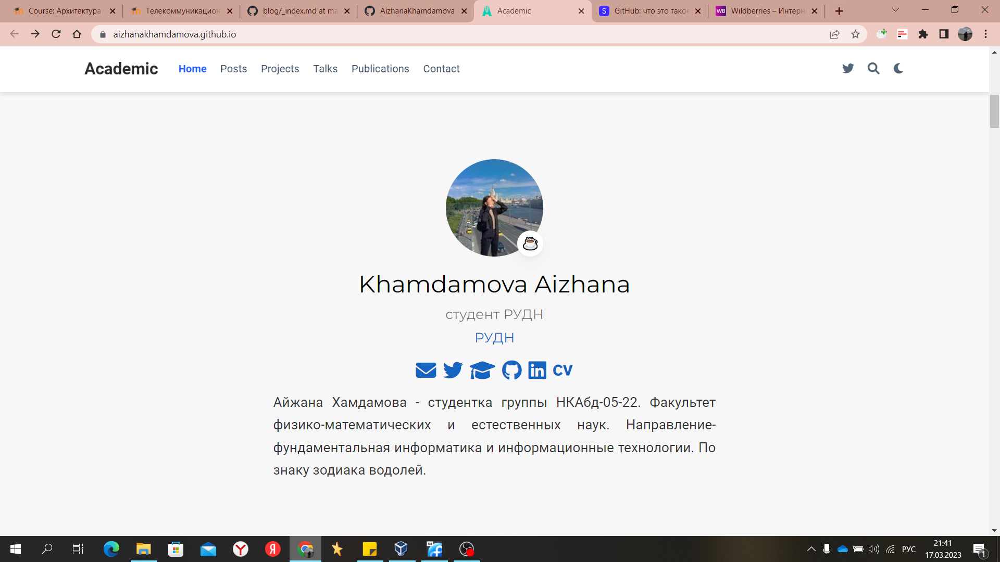 Course: Архитектура
Телекоммуникацион
blog/_index.md at ma
AizhanaKhamdamova
Academic
GitHub: что это такое
Wildberries – Интерн
aizhanakhamdamova.github.io
Academic
Home
Posts
Projects
Talks
Publications
Contact
Khamdamova Aizhana
студент РУДН
РУДН
CV
Айжана Хамдамова - студентка группы НКАбд-05-22. Факультет
физико-математических и естественных наук. Направление-
фундаментальная информатика и информационные технологии. По
знаку зодиака водолей.
РУС
21:41
17.03.2023
1